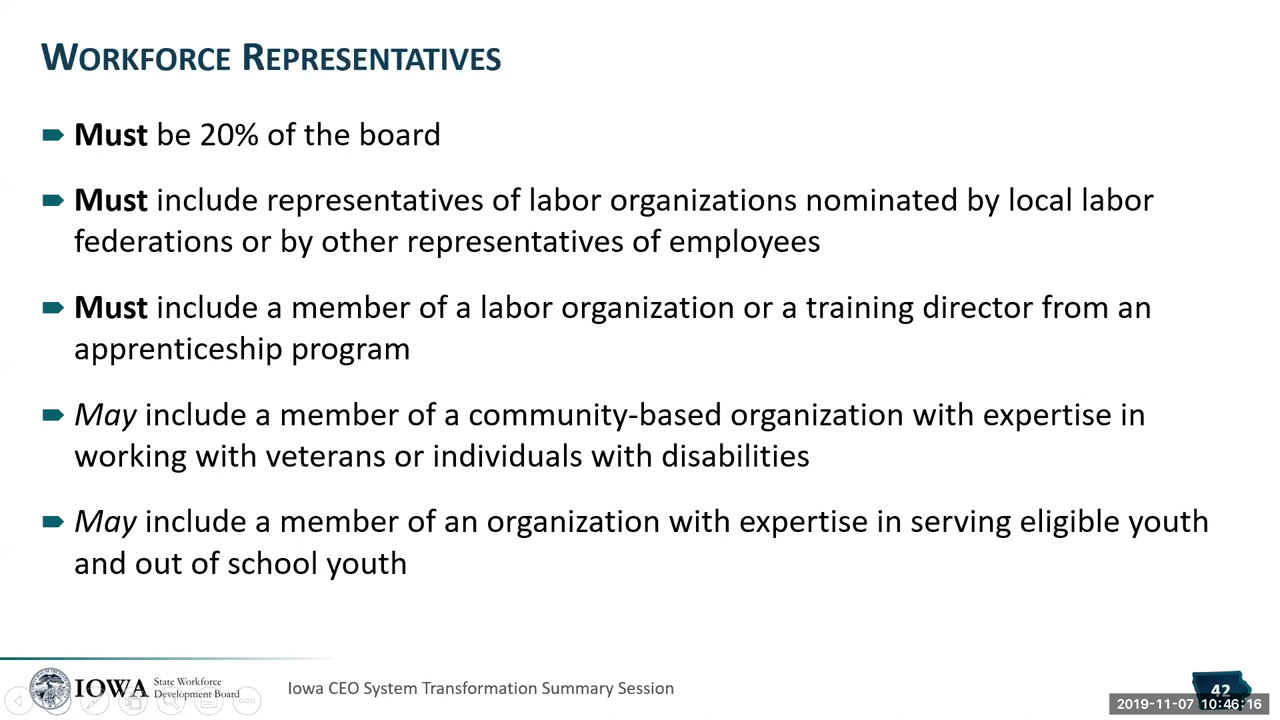 WORKFORCE REPRESENTATIVES
Must be 20% of the board
Must include representatives of labor organizations nominated by local labor
federations or by other representatives of employees
Must include a member of a labor organization or a training director from an
apprenticeship program
May include a member of a community-based organization with expertise in
working with veterans or individuals with disabilities
May include a member of an organization with expertise in serving eligible youth
and out of school youth
IOWA
State Workforce
Development Board
Iowa CEO System Transformation Summary Session
42
2019-11-07 10:46:16